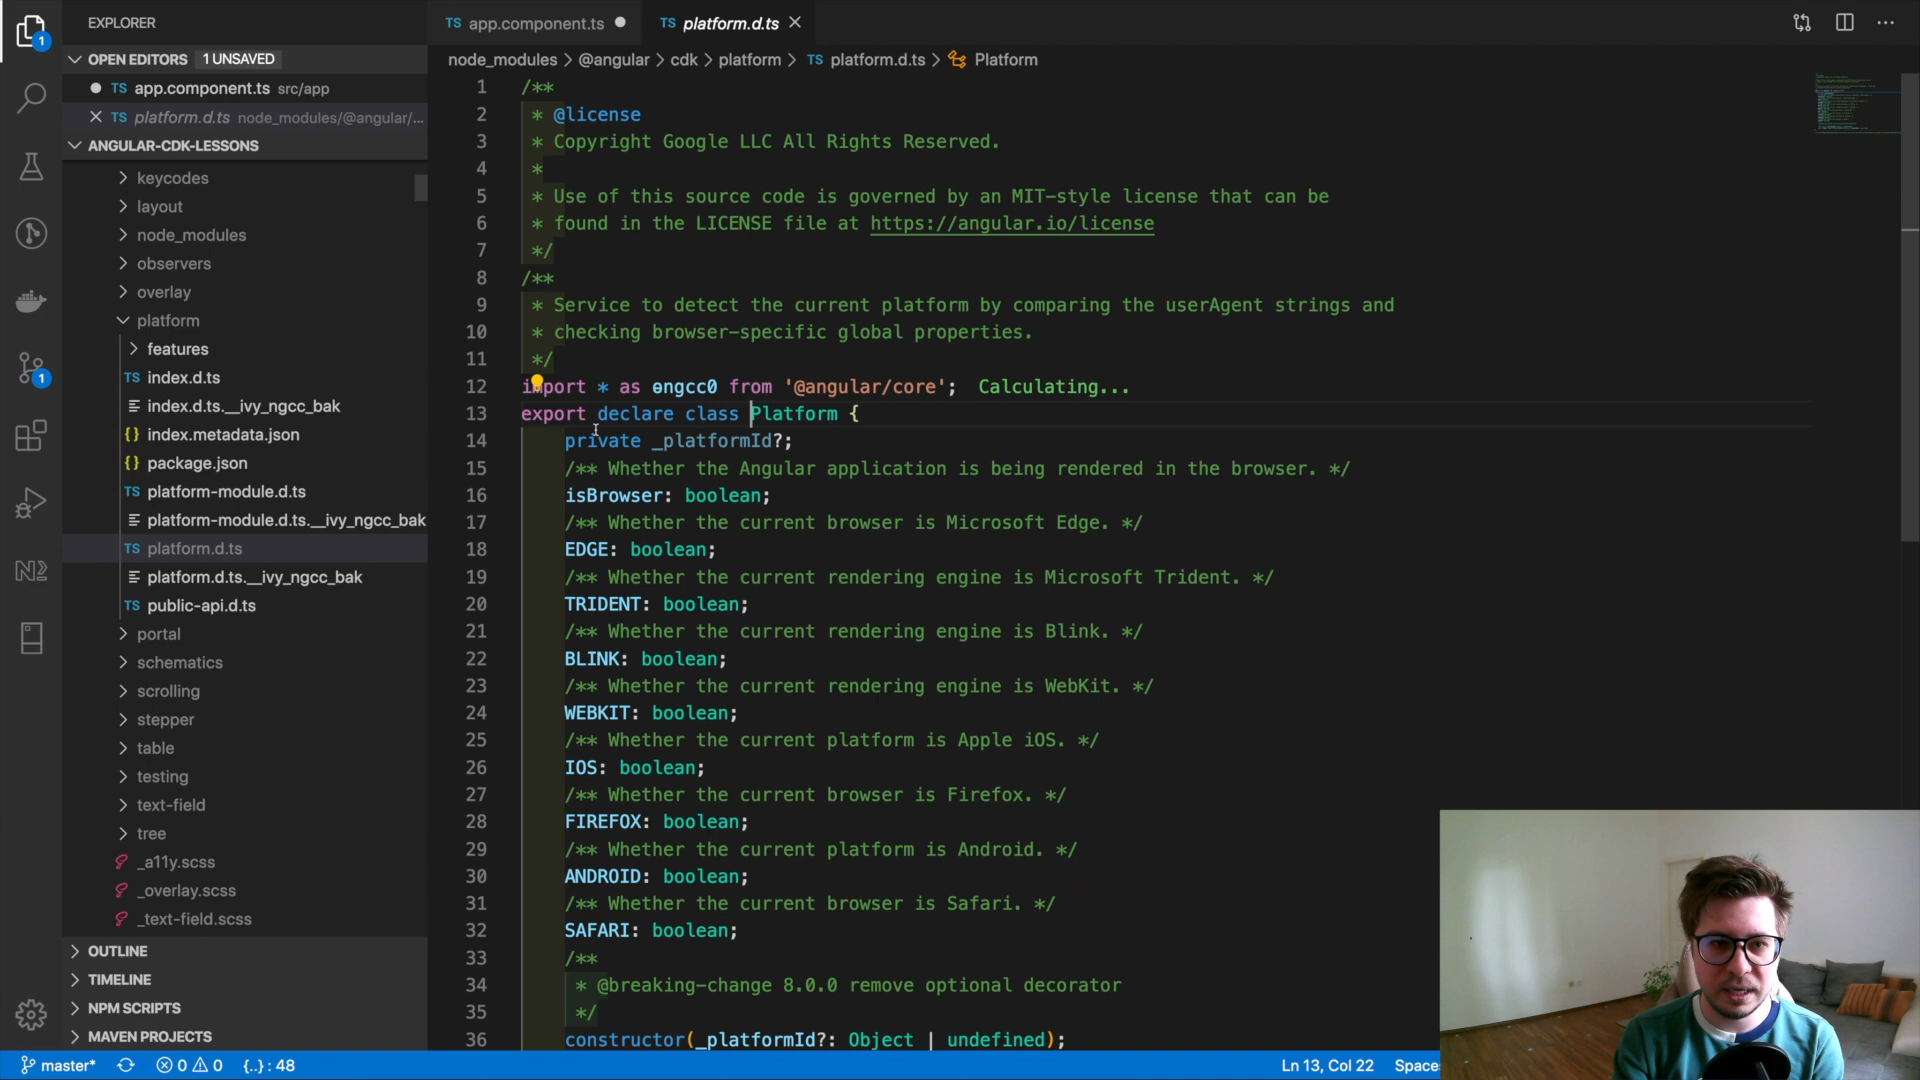 EXPLORER
OPEN EDITORS 1 UNSAVED
TS app.component.ts src/app
TS platform.d.ts node_modules/@angular/...
ANGULAR-CDK-LESSONS
keycodes
layout
node_modules
observers
overlay
platform
features
TS index.d.ts
index.d.ts.__ivy_ngcc_bak
{} index.metadata.json
{} package.json
TS platform-module.d.ts
platform-module.d.ts.__ivy_ngcc_bak
TS platform.d.ts
platform.d.ts.__ivy_ngcc_bak
TS public-api.d.ts
portal
schematics
scrolling
stepper
table
testing
text-field
tree
_a11y.scss
_overlay.scss
_text-field.scss
OUTLINE
TIMELINE
NPM SCRIPTS
MAVEN PROJECTS
1
1
TS app.component.ts
TS platform.d.ts
node_modules > @angular > cdk > platform > TS platform.d.ts > Platform
1 /**
2 * @license
3 * Copyright Google LLC All Rights Reserved.
4 *
5 * Use of this source code is governed by an MIT-style license that can be
6 * found in the LICENSE file at https://angular.io/license
7 */
8 /**
9 * Service to detect the current platform by comparing the userAgent strings and
10 * checking browser-specific global properties.
11 */
12 import * as ɵngcc0 from '@angular/core'; Calculating...
13 export declare class Platform {
14 private _platformId?;
15 /** Whether the Angular application is being rendered in the browser. */
16 isBrowser: boolean;
17 /** Whether the current browser is Microsoft Edge. */
18 EDGE: boolean;
19 /** Whether the current rendering engine is Microsoft Trident. */
20 TRIDENT: boolean;
21 /** Whether the current rendering engine is Blink. */
22 BLINK: boolean;
23 /** Whether the current rendering engine is WebKit. */
24 WEBKIT: boolean;
25 /** Whether the current platform is Apple iOS. */
26 IOS: boolean;
27 /** Whether the current browser is Firefox. */
28 FIREFOX: boolean;
29 /** Whether the current platform is Android. */
30 ANDROID: boolean;
31 /** Whether the current browser is Safari. */
32 SAFARI: boolean;
33 /**
34 * @breaking-change 8.0.0 remove optional decorator
35 */
36 constructor(_platformId?: Object | undefined);
master* 0 0 {..} : 48
Ln 13, Col 22 Space